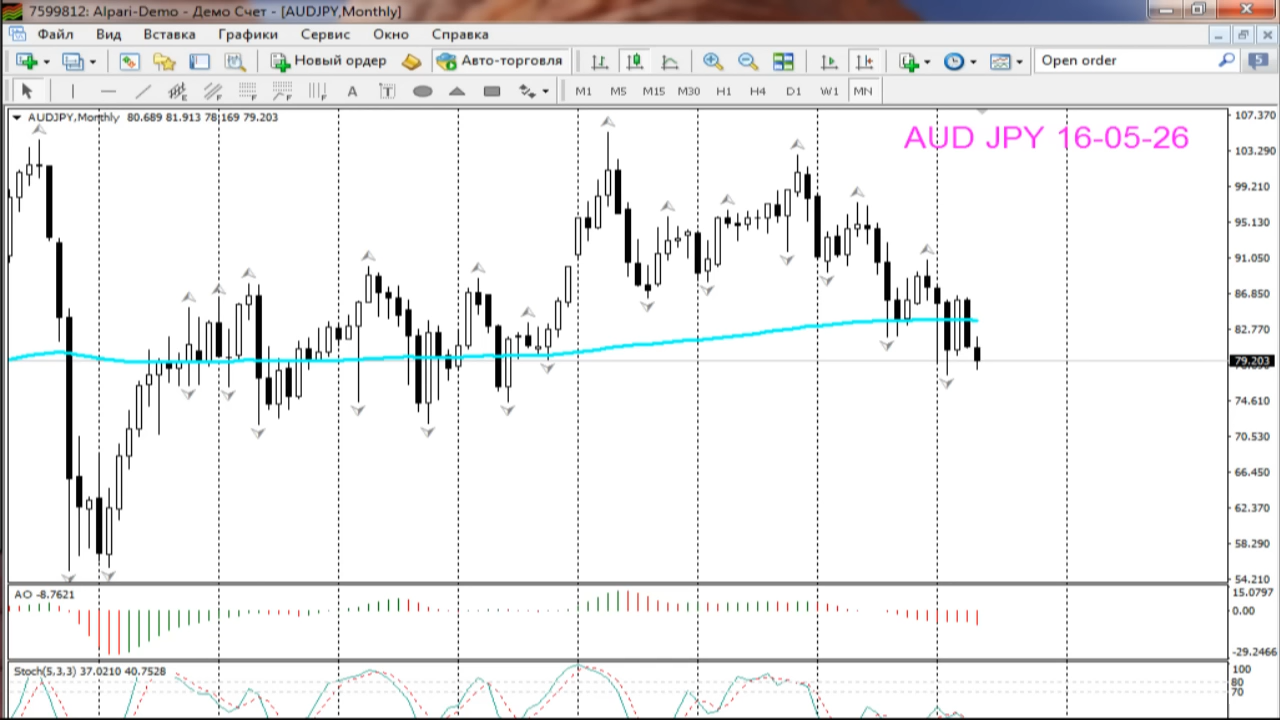 7599812: Alpari-Demo - Демо Счет - [AUDJPY,Monthly]
Файл Вид Вставка Графики Сервис Окно Справка
Новый ордер Авто-торговля Open order 5
A T M1 M5 M15 M30 H1 H4 D1 W1 MN
AUDJPY,Monthly 80.689 81.913 78.169 79.203
AUD JPY 16-05-26
107.370
103.290
99.210
95.130
91.050
86.850
82.770
79.203
74.610
70.530
66.450
62.370
58.290
54.210
AO -8.7621
15.0797
0.00
-29.2466
Stoch(5,3,3) 37.0210 40.7528
100
80
70